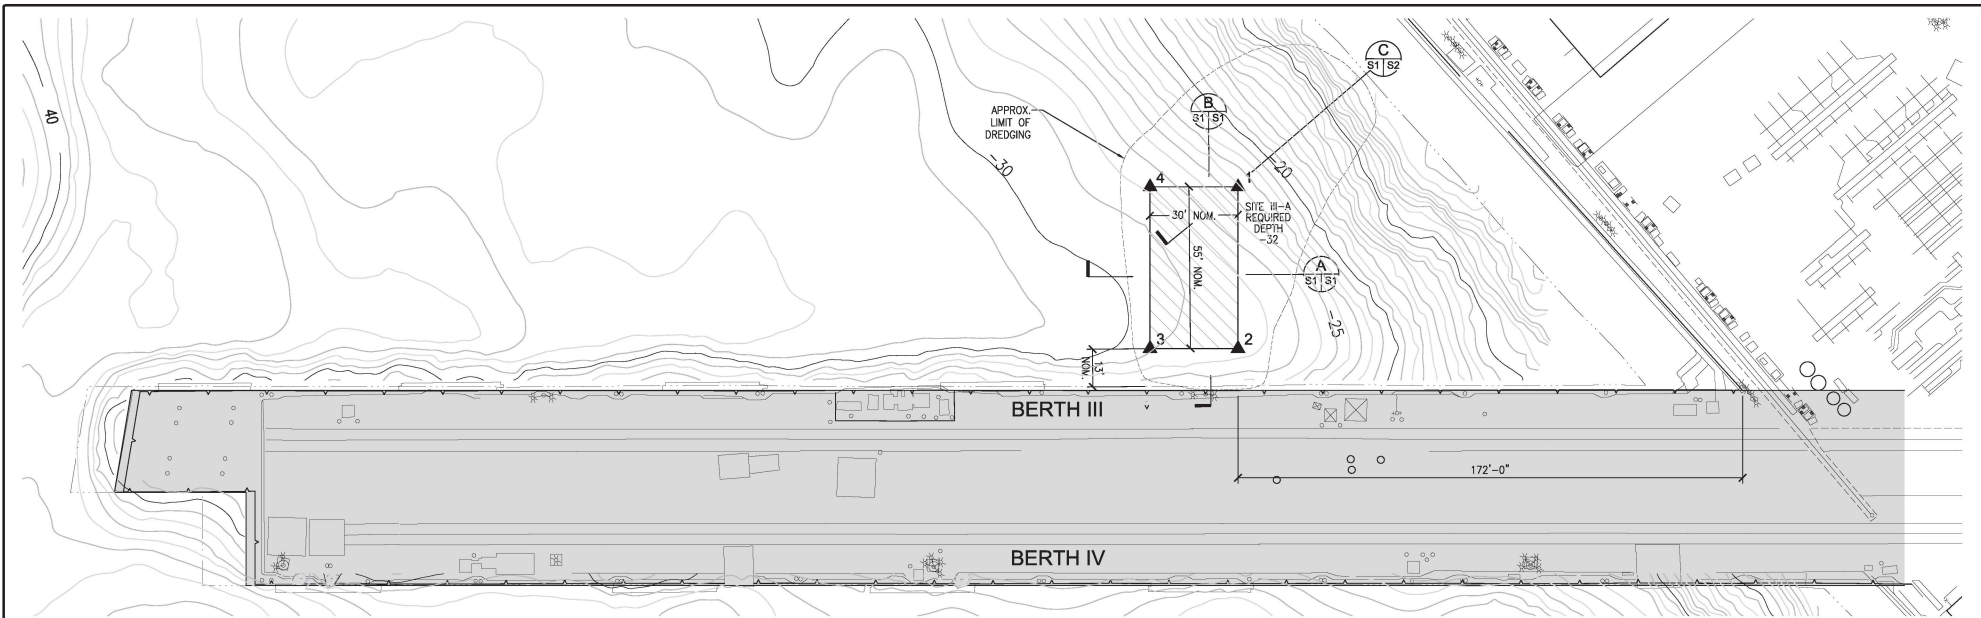 40
APPROX.
LIMIT OF
DREDGING
-30
B
S1 S1
C
S1 S2
-20
4
1
30' NOM.
55' NOM.
SITE III-A
REQUIRED
DEPTH
-32
A
S1 S1
-25
3
2
13'
NOM.
BERTH III
172'-0"
BERTH IV